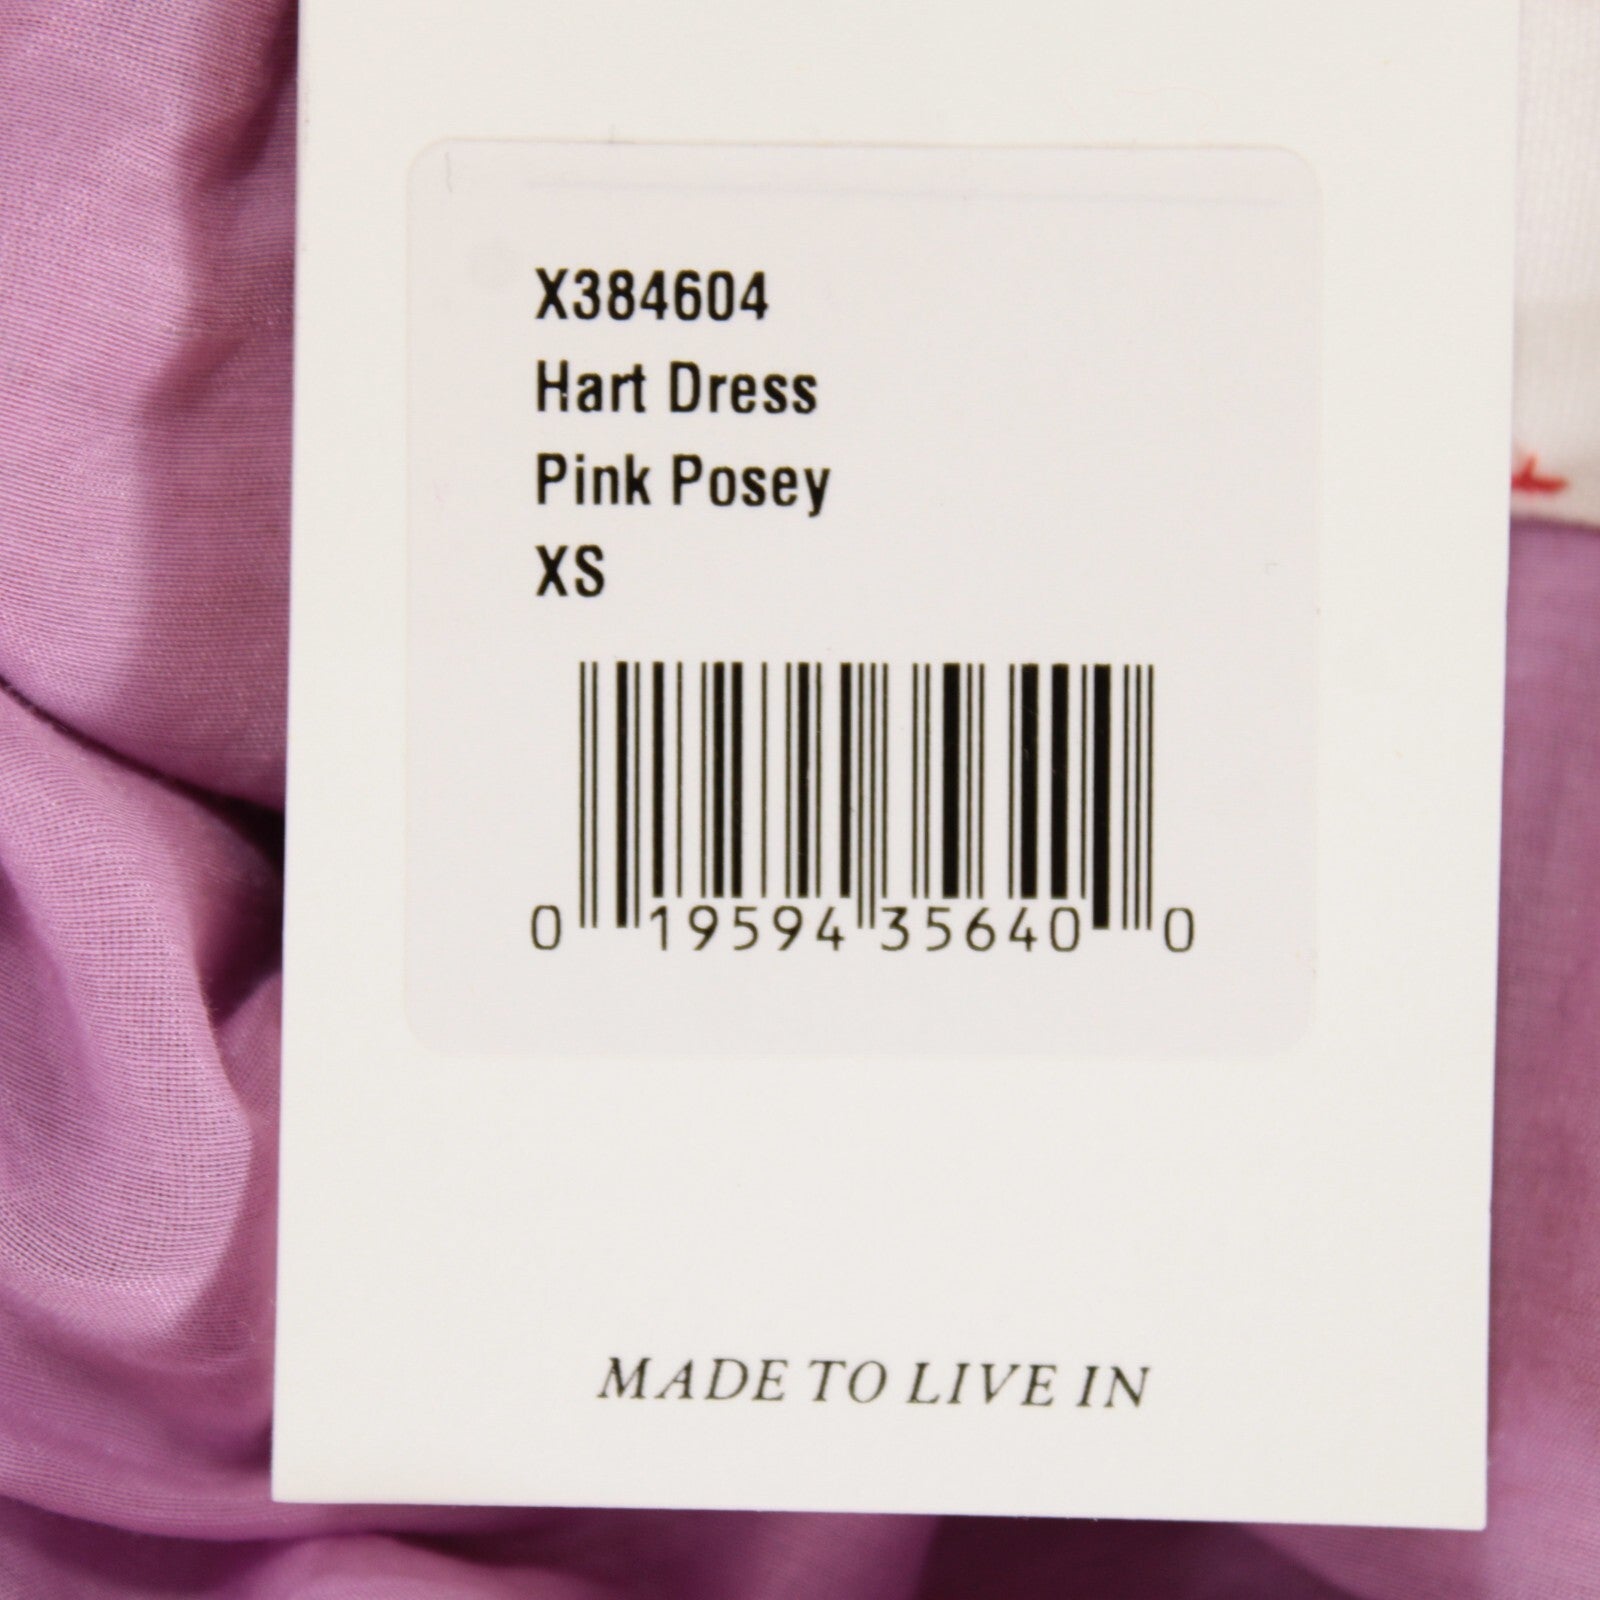 X384604
Hart Dress
Pink Posey
XS
0 19594 35640 0
MADE TO LIVE IN